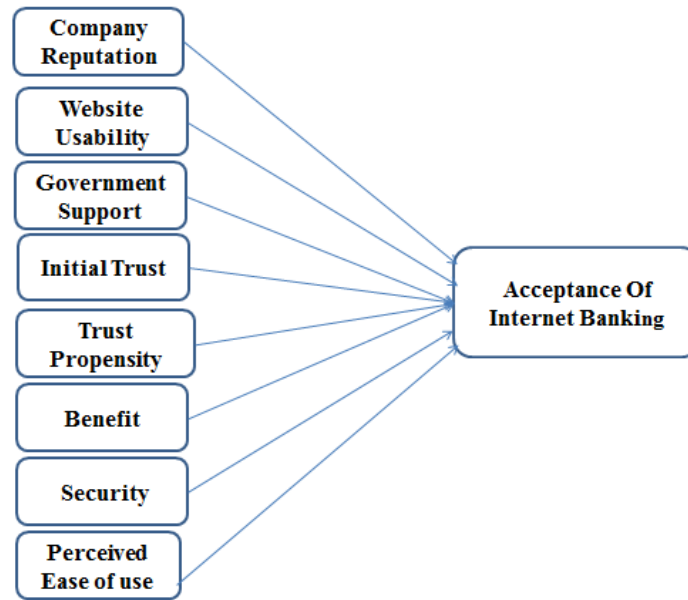 Company
Reputation
Website
Usability
Government
Support
Initial Trust
Trust
Propensity
Benefit
Security
Perceived
Ease of use
Acceptance Of
Internet Banking